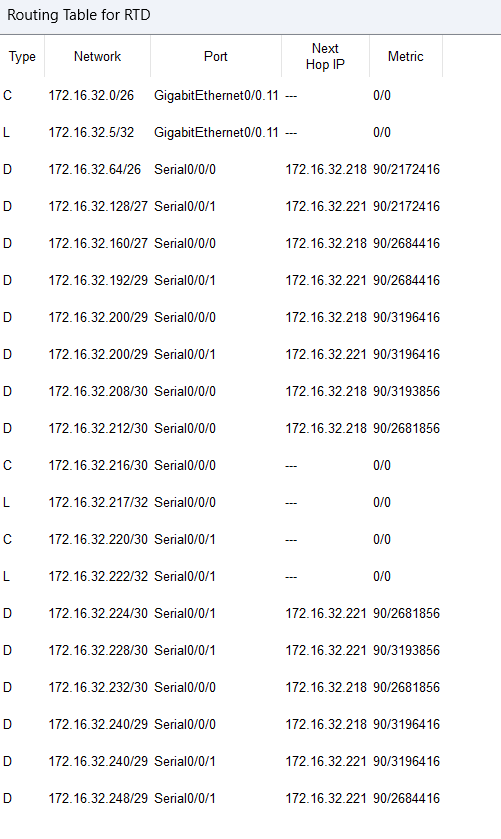 Routing Table for RTD
Type Network Port Next Hop IP Metric
C 172.16.32.0/26 GigabitEthernet0/0.11 --- 0/0
L 172.16.32.5/32 GigabitEthernet0/0.11 --- 0/0
D 172.16.32.64/26 Serial0/0/0 172.16.32.218 90/2172416
D 172.16.32.128/27 Serial0/0/1 172.16.32.221 90/2172416
D 172.16.32.160/27 Serial0/0/0 172.16.32.218 90/2684416
D 172.16.32.192/29 Serial0/0/1 172.16.32.221 90/2684416
D 172.16.32.200/29 Serial0/0/0 172.16.32.218 90/3196416
D 172.16.32.200/29 Serial0/0/1 172.16.32.221 90/3196416
D 172.16.32.208/30 Serial0/0/0 172.16.32.218 90/3193856
D 172.16.32.212/30 Serial0/0/0 172.16.32.218 90/2681856
C 172.16.32.216/30 Serial0/0/0 --- 0/0
L 172.16.32.217/32 Serial0/0/0 --- 0/0
C 172.16.32.220/30 Serial0/0/1 --- 0/0
L 172.16.32.222/32 Serial0/0/1 --- 0/0
D 172.16.32.224/30 Serial0/0/1 172.16.32.221 90/2681856
D 172.16.32.228/30 Serial0/0/1 172.16.32.221 90/3193856
D 172.16.32.232/30 Serial0/0/0 172.16.32.218 90/2681856
D 172.16.32.240/29 Serial0/0/0 172.16.32.218 90/3196416
D 172.16.32.240/29 Serial0/0/1 172.16.32.221 90/3196416
D 172.16.32.248/29 Serial0/0/1 172.16.32.221 90/2684416